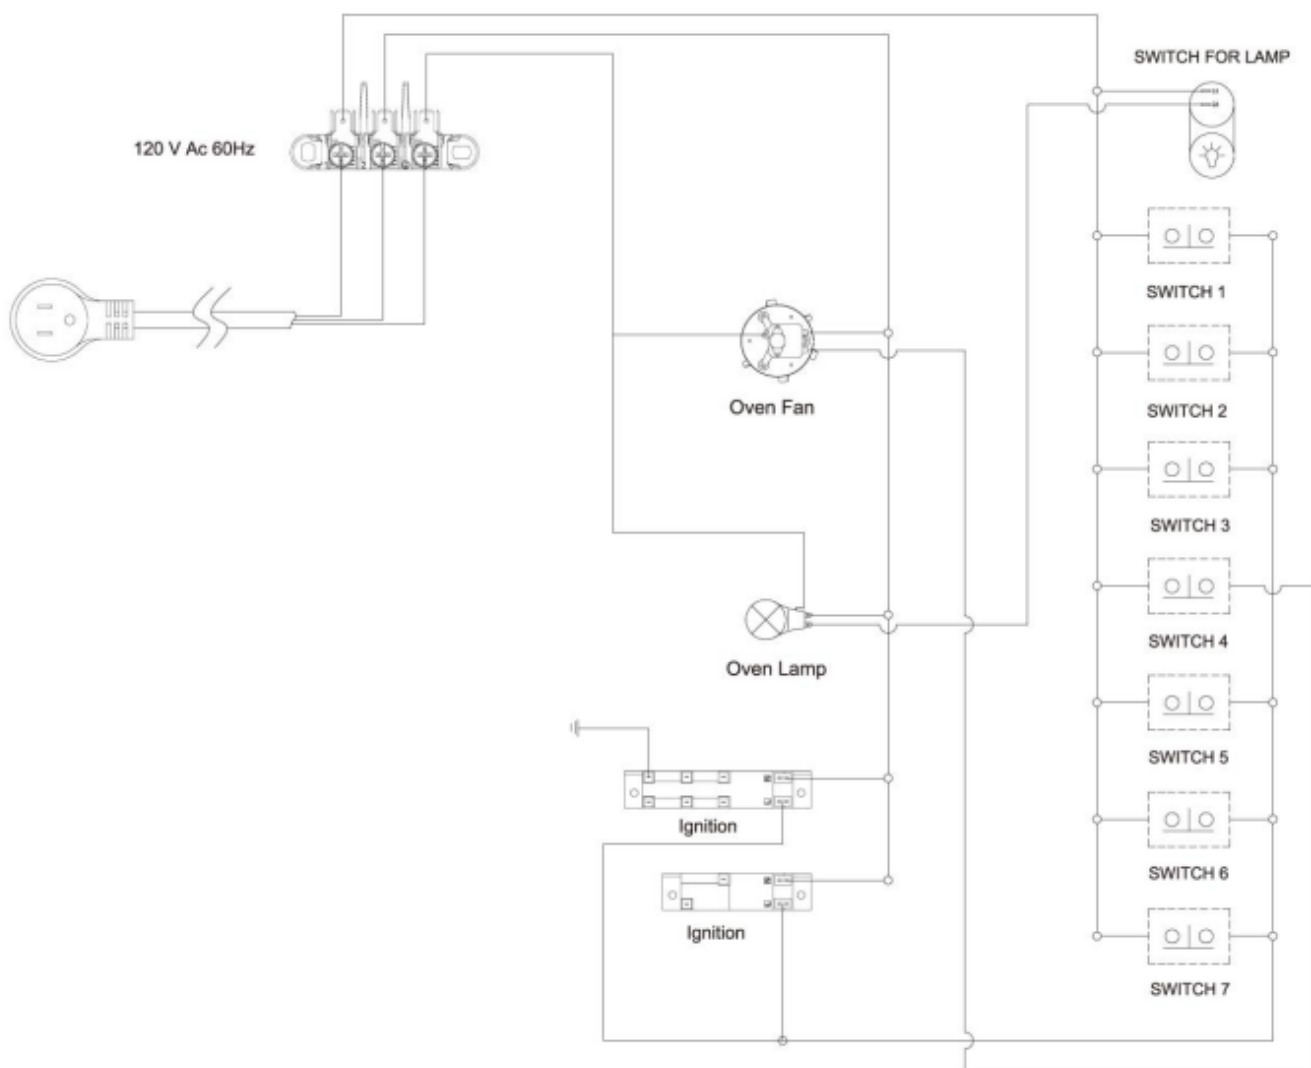 SWITCH FOR LAMP
120 V Ac 60Hz
SWITCH 1
SWITCH 2
Oven Fan
SWITCH 3
SWITCH 4
Oven Lamp
SWITCH 5
Ignition
SWITCH 6
Ignition
SWITCH 7